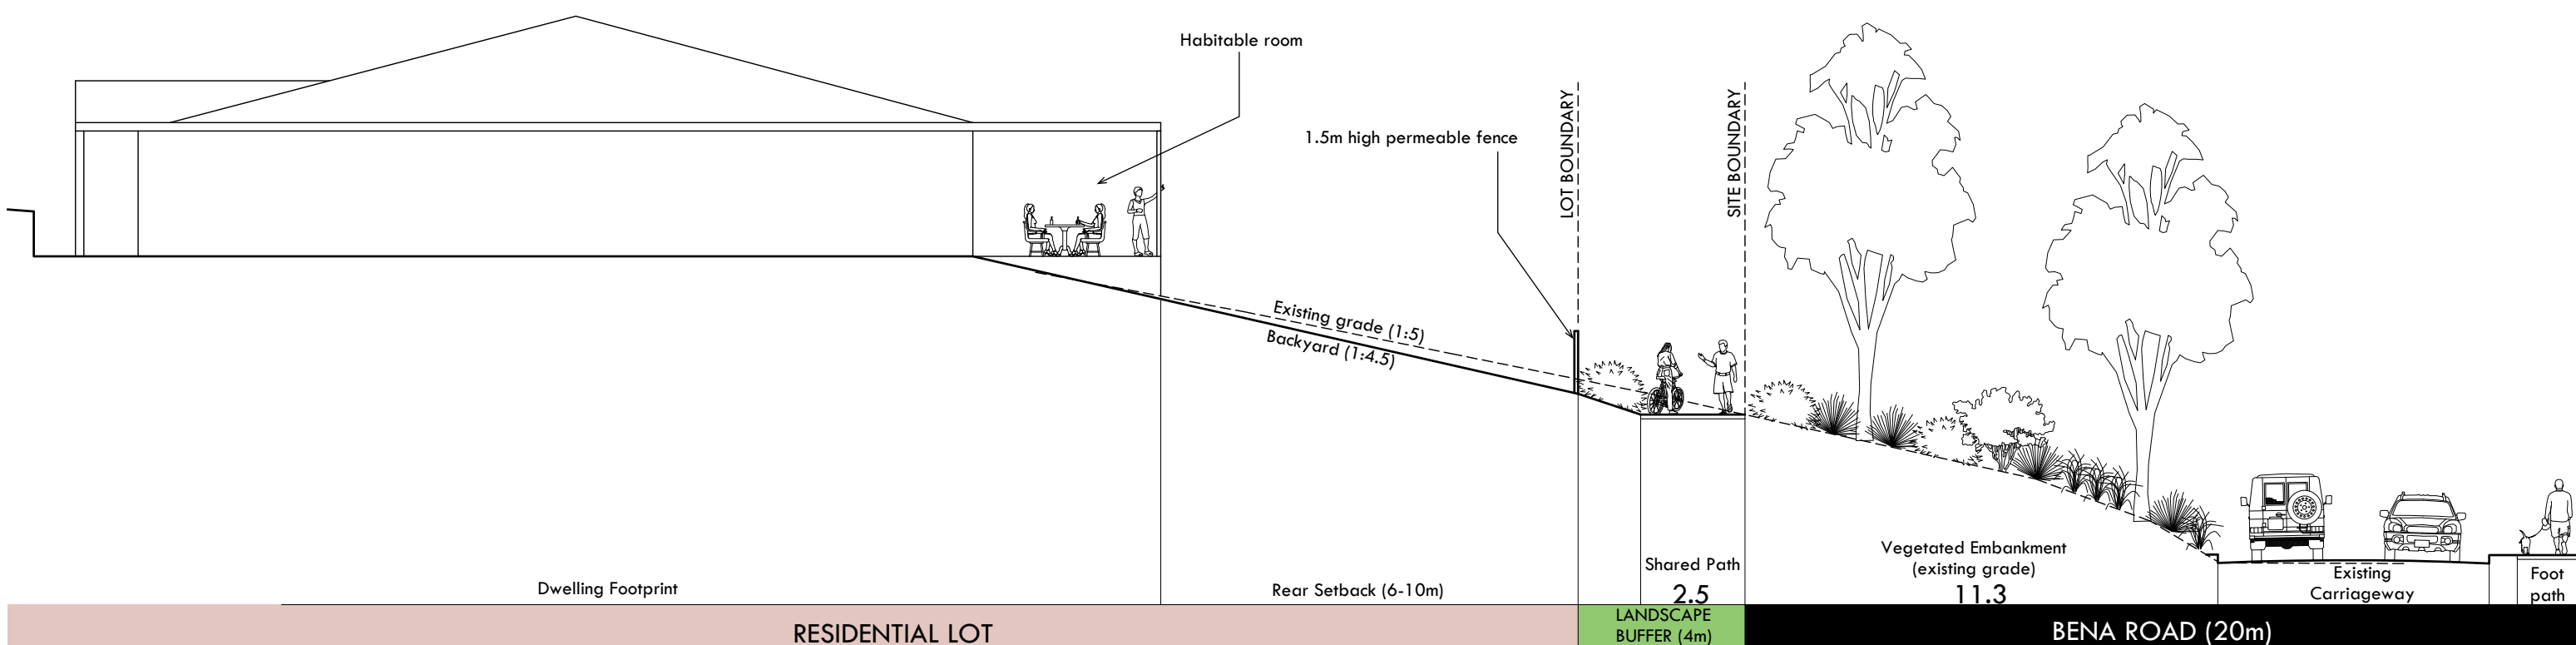 Habitable room
1.5m high permeable fence
LOT BOUNDARY
SITE BOUNDARY
Existing grade (1:5)
Backyard (1:4.5)
Dwelling Footprint
Rear Setback (6-10m)
Shared Path
2.5
Vegetated Embankment
(existing grade)
11.3
Existing
Carriageway
Foot
path
RESIDENTIAL LOT
LANDSCAPE
BUFFER (4m)
BENA ROAD (20m)